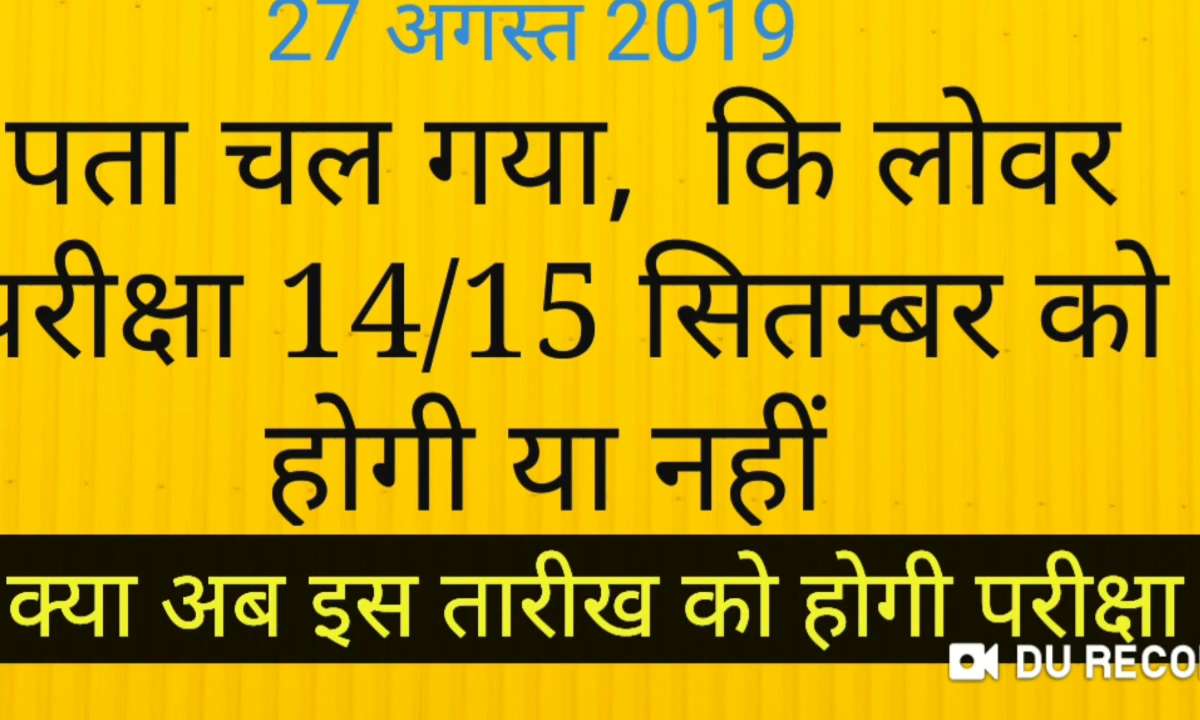 27 अगस्त 2019
पता चल गया, कि लोवर
परीक्षा 14/15 सितम्बर को
होगी या नहीं
क्या अब इस तारीख को होगी परीक्षा
DU RECO